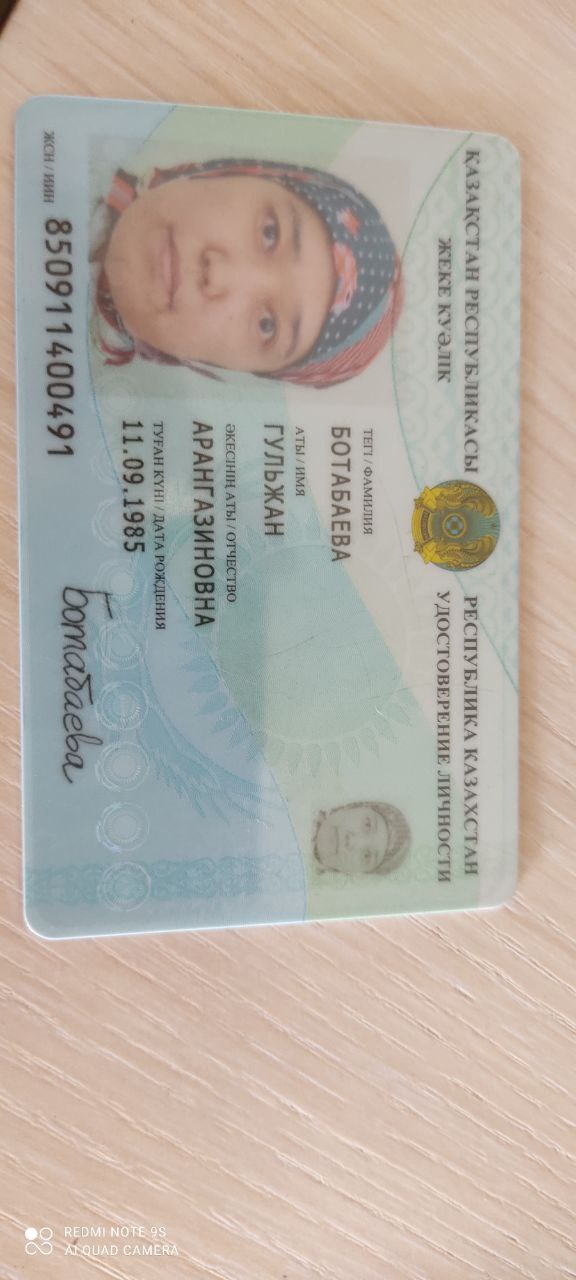 ҚАЗАҚСТАН РЕСПУБЛИКАСЫ
ЖЕКЕ КУӘЛІК
РЕСПУБЛИКА КАЗАХСТАН
УДОСТОВЕРЕНИЕ ЛИЧНОСТИ
ТЕГІ / ФАМИЛИЯ
БОТАБАЕВА
АТЫ / ИМЯ
ГУЛЬЖАН
ӘКЕСІНІҢ АТЫ / ОТЧЕСТВО
АРАНГАЗИНОВНА
ТУҒАН КҮНІ / ДАТА РОЖДЕНИЯ
11.09.1985
ЖСН / ИИН 850911400491
Ботабаева
REDMI NOTE 9S
AI QUAD CAMERA